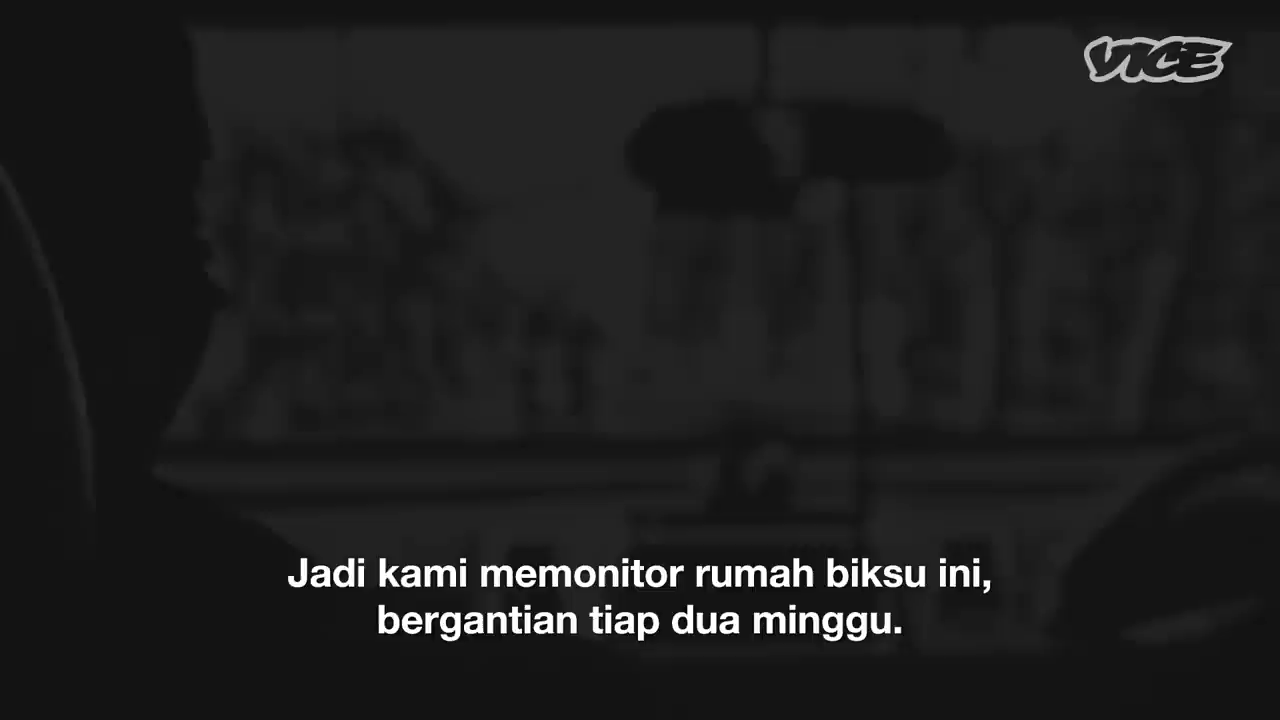 VICE
Jadi kami memonitor rumah biksu ini,
bergantian tiap dua minggu.